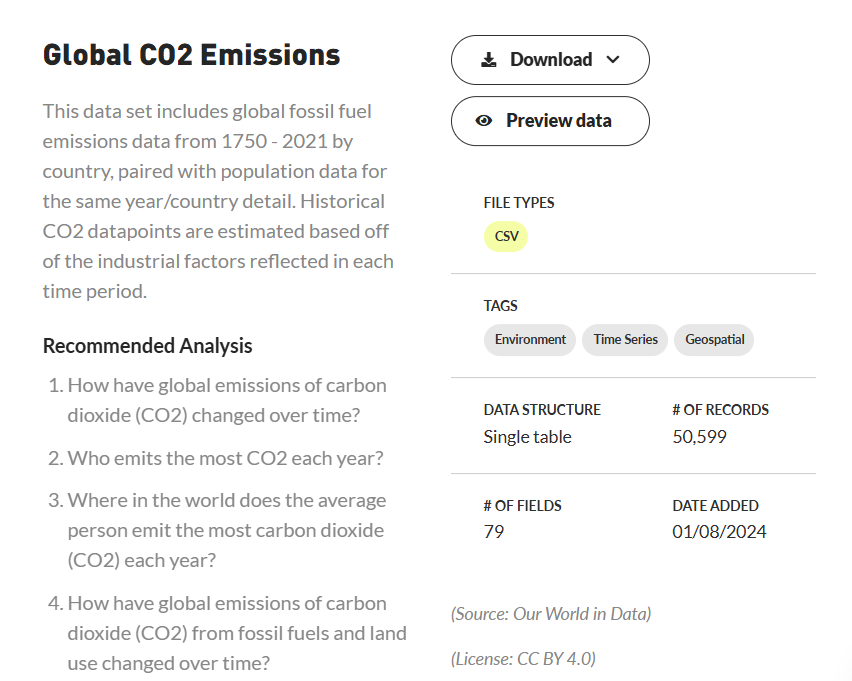 Global CO2 Emissions
This data set includes global fossil fuel
emissions data from 1750 - 2021 by
country, paired with population data for
the same year/country detail. Historical
CO2 datapoints are estimated based off
of the industrial factors reflected in each
time period.
Recommended Analysis
1. How have global emissions of carbon
dioxide (CO2) changed over time?
2. Who emits the most CO2 each year?
3. Where in the world does the average
person emit the most carbon dioxide
(CO2) each year?
4. How have global emissions of carbon
dioxide (CO2) from fossil fuels and land
use changed over time?
Download
Preview data
FILE TYPES
CSV
TAGS
Environment Time Series Geospatial
DATA STRUCTURE # OF RECORDS
Single table 50,599
# OF FIELDS DATE ADDED
79 01/08/2024
(Source: Our World in Data)
(License: CC BY 4.0)